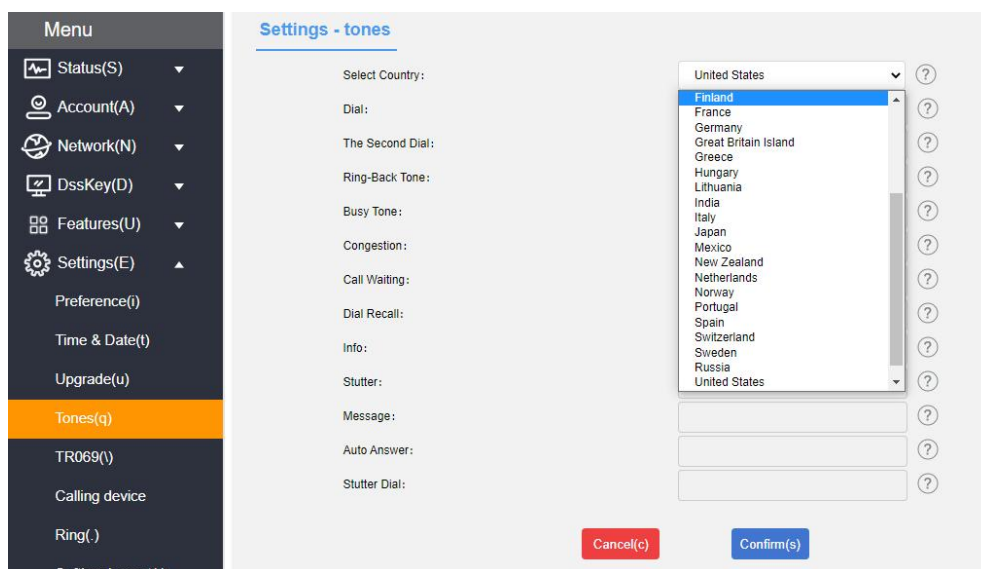 Menu
Status(S)
Account(A)
Network(N)
DssKey(D)
Features(U)
Settings(E)
Preference(i)
Time & Date(t)
Upgrade(u)
Tones(q)
TR069(\)
Calling device
Ring(.)
Settings - tones
Select Country:
United States
?
Dial:
?
The Second Dial:
?
Ring-Back Tone:
?
Busy Tone:
?
Congestion:
?
Call Waiting:
?
Dial Recall:
?
Info:
?
Stutter:
?
Message:
?
Auto Answer:
?
Stutter Dial:
?
Finland
France
Germany
Great Britain Island
Greece
Hungary
Lithuania
India
Italy
Japan
Mexico
New Zealand
Netherlands
Norway
Portugal
Spain
Switzerland
Sweden
Russia
United States
Cancel(c)
Confirm(s)